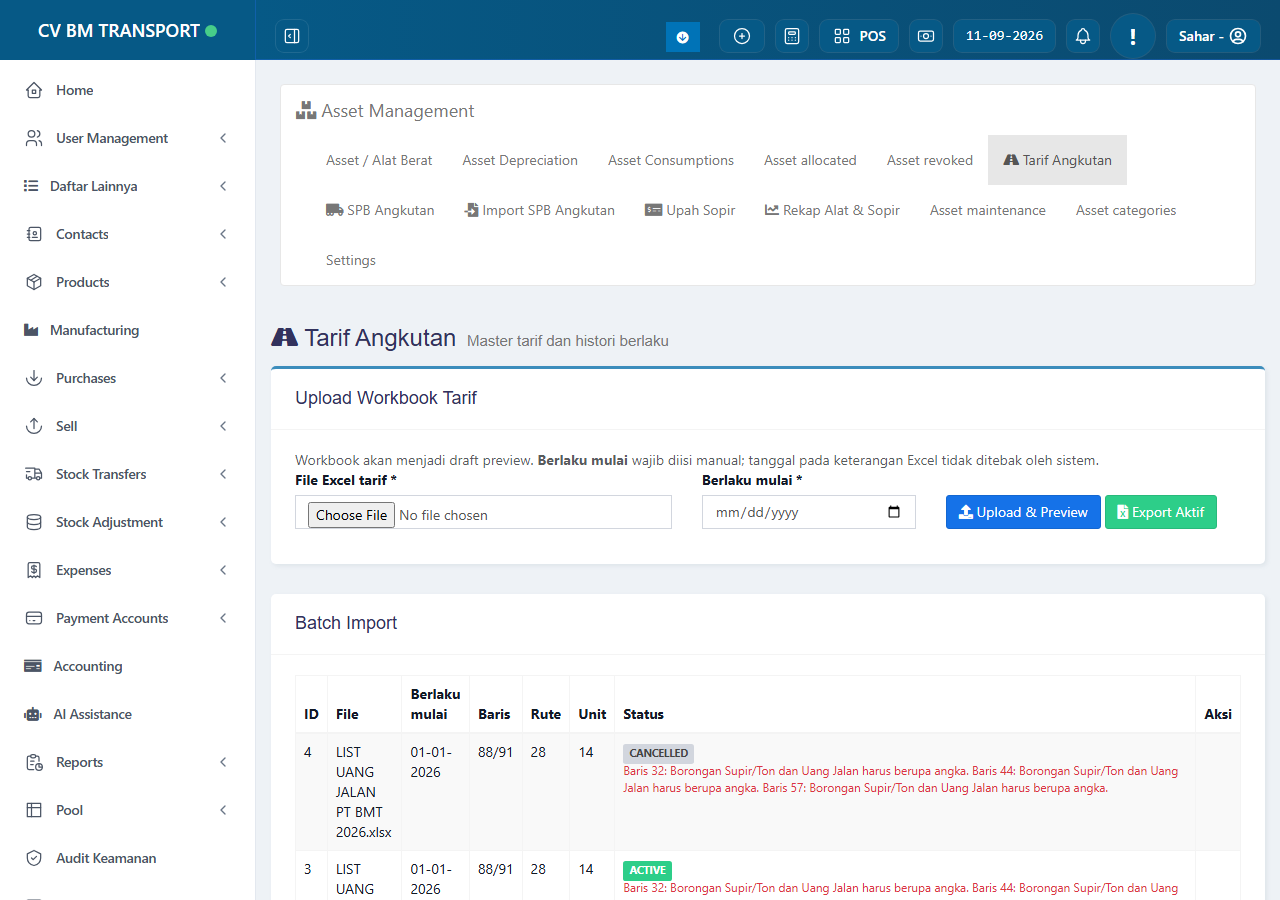 CV BM TRANSPORT
POS
11-09-2026
!
Sahar -
Home
User Management
Daftar Lainnya
Contacts
Products
Manufacturing
Purchases
Sell
Stock Transfers
Stock Adjustment
Expenses
Payment Accounts
Accounting
AI Assistance
Reports
Pool
Audit Keamanan
Asset Management
Asset / Alat Berat
Asset Depreciation
Asset Consumptions
Asset allocated
Asset revoked
Tarif Angkutan
SPB Angkutan
Import SPB Angkutan
Upah Sopir
Rekap Alat & Sopir
Asset maintenance
Asset categories
Settings
Tarif Angkutan Master tarif dan histori berlaku
Upload Workbook Tarif
Workbook akan menjadi draft preview. Berlaku mulai wajib diisi manual; tanggal pada keterangan Excel tidak ditebak oleh sistem.
File Excel tarif *
Berlaku mulai *
Choose File No file chosen
mm/dd/yyyy
Upload & Preview
Export Aktif
Batch Import
ID
File
Berlaku
mulai
Baris
Rute
Unit
Status
Aksi
4
LIST
UANG
JALAN
PT BMT
2026.xlsx
01-01-
2026
88/91
28
14
CANCELLED
Baris 32: Borongan Supir/Ton dan Uang Jalan harus berupa angka. Baris 44: Borongan Supir/Ton dan Uang
Jalan harus berupa angka. Baris 57: Borongan Supir/Ton dan Uang Jalan harus berupa angka.
3
LIST
UANG
01-01-
2026
88/91
28
14
ACTIVE
Baris 32: Borongan Supir/Ton dan Uang Jalan harus berupa angka. Baris 44: Borongan Supir/Ton dan Uang